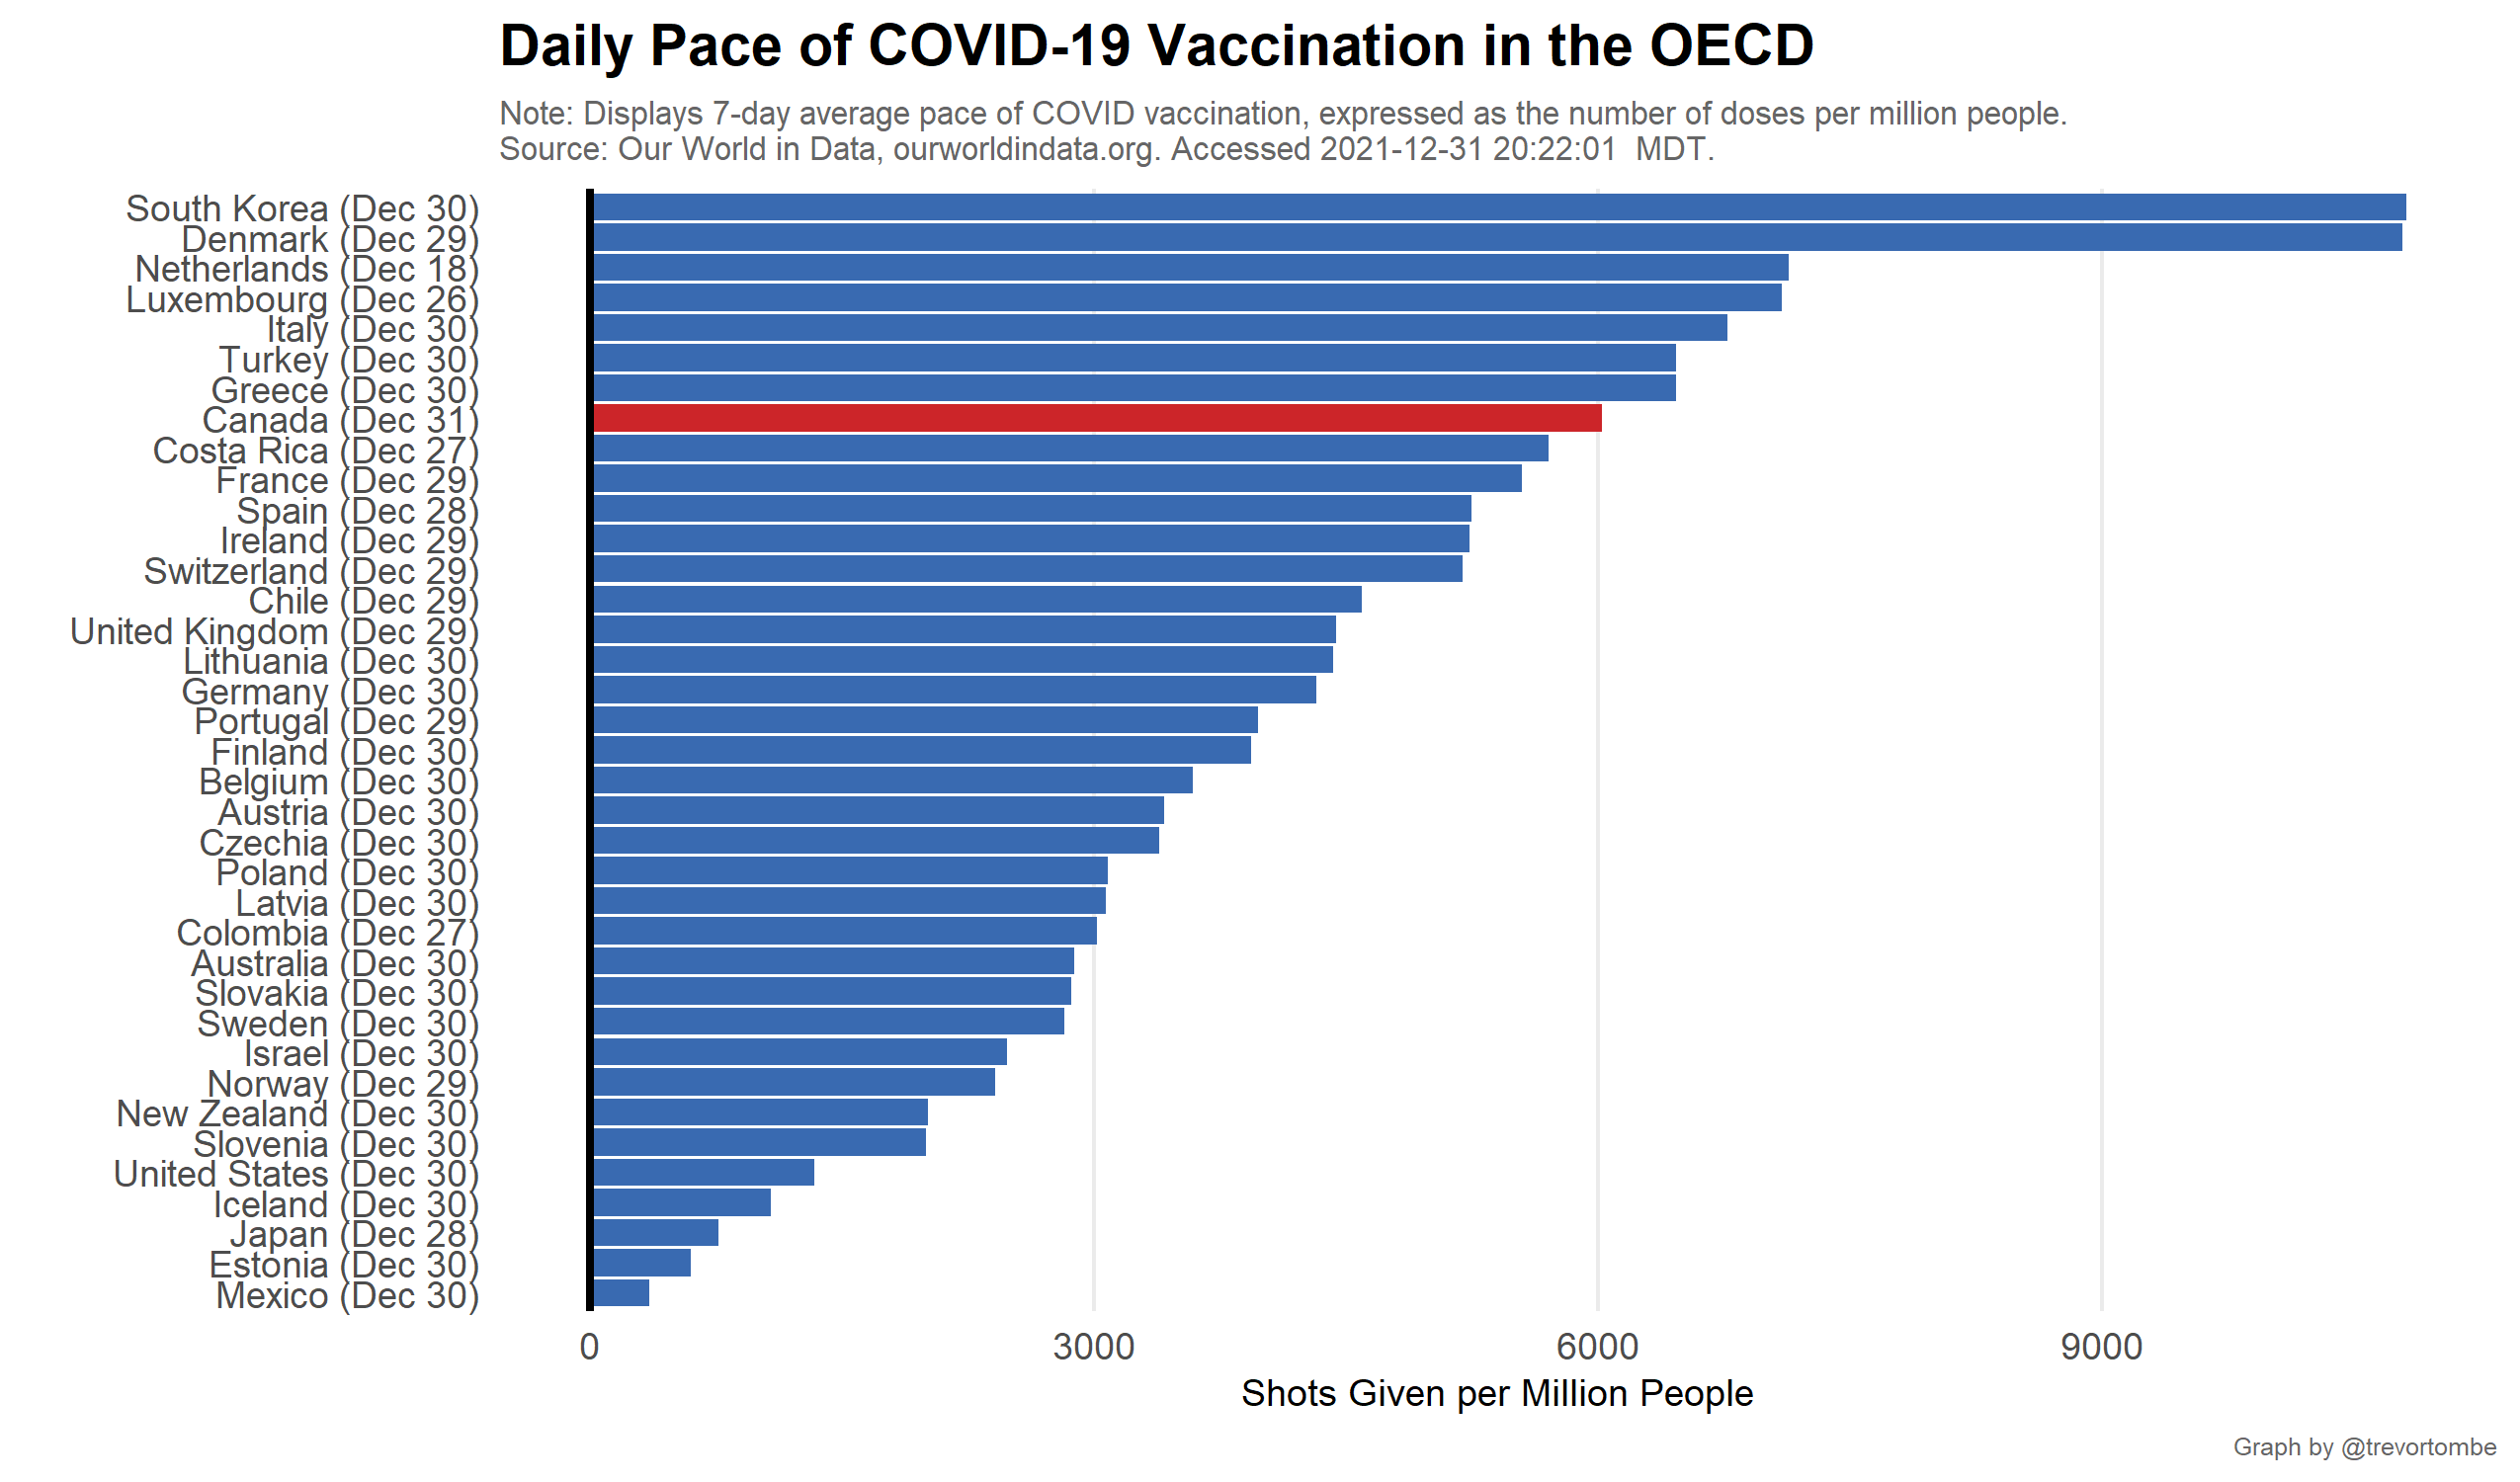 Daily Pace of COVID-19 Vaccination in the OECD
Note: Displays 7-day average pace of COVID vaccination, expressed as the number of doses per million people.
Source: Our World in Data, ourworldindata.org. Accessed 2021-12-31 20:22:01  MDT.
South Korea (Dec 30)
Denmark (Dec 29)
Netherlands (Dec 18)
Luxembourg (Dec 26)
Italy (Dec 30)
Turkey (Dec 30)
Greece (Dec 30)
Canada (Dec 31)
Costa Rica (Dec 27)
France (Dec 29)
Spain (Dec 28)
Ireland (Dec 29)
Switzerland (Dec 29)
Chile (Dec 29)
United Kingdom (Dec 29)
Lithuania (Dec 30)
Germany (Dec 30)
Portugal (Dec 29)
Finland (Dec 30)
Belgium (Dec 30)
Austria (Dec 30)
Czechia (Dec 30)
Poland (Dec 30)
Latvia (Dec 30)
Colombia (Dec 27)
Australia (Dec 30)
Slovakia (Dec 30)
Sweden (Dec 30)
Israel (Dec 30)
Norway (Dec 29)
New Zealand (Dec 30)
Slovenia (Dec 30)
United States (Dec 30)
Iceland (Dec 30)
Japan (Dec 28)
Estonia (Dec 30)
Mexico (Dec 30)
0 3000 6000 9000
Shots Given per Million People
Graph by @trevortombe